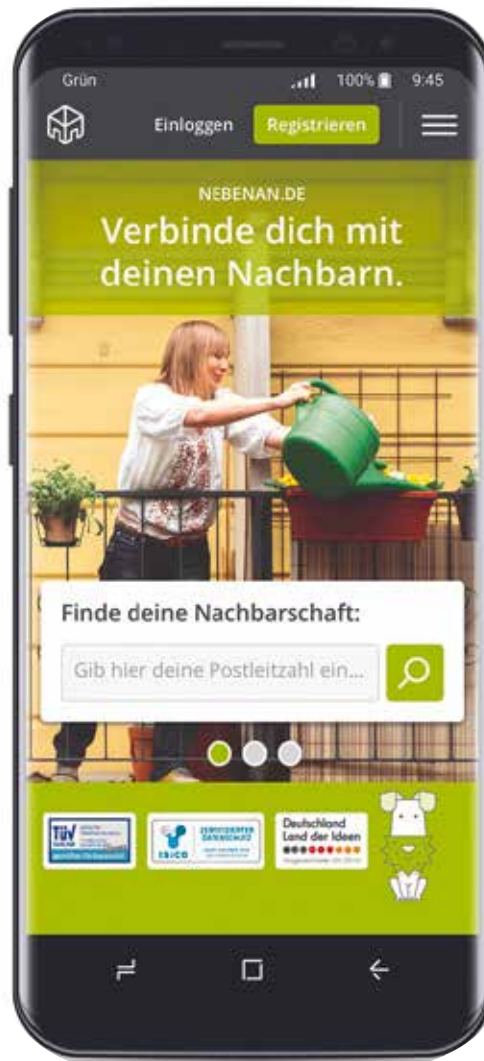 Grün 100% 9:45
Einloggen Registrieren
NEBENAN.DE
Verbinde dich mit
deinen Nachbarn.
Finde deine Nachbarschaft:
Gib hier deine Postleitzahl ein...
TÜV
ISiCO ZERTIFIZIERTER
DATENSCHUTZ
Deutschland
Land der Ideen